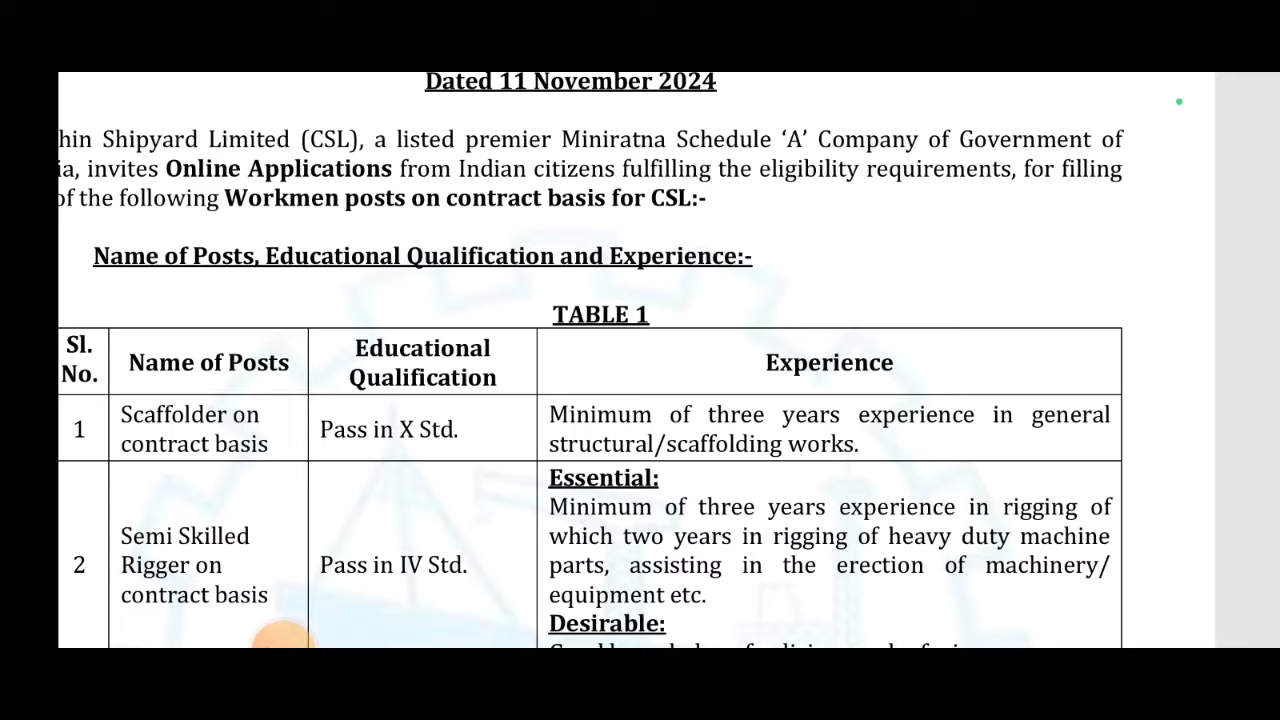 Dated 11 November 2024
hin Shipyard Limited (CSL), a listed premier Miniratna Schedule ‘A’ Company of Government of
ia, invites Online Applications from Indian citizens fulfilling the eligibility requirements, for filling
of the following Workmen posts on contract basis for CSL:-
Name of Posts, Educational Qualification and Experience:-
TABLE 1
Sl.
No.
Name of Posts
Educational
Qualification
Experience
1
Scaffolder on
contract basis
Pass in X Std.
Minimum of three years experience in general
structural/scaffolding works.
2
Semi Skilled
Rigger on
contract basis
Pass in IV Std.
Essential:
Minimum of three years experience in rigging of
which two years in rigging of heavy duty machine
parts, assisting in the erection of machinery/
equipment etc.
Desirable: